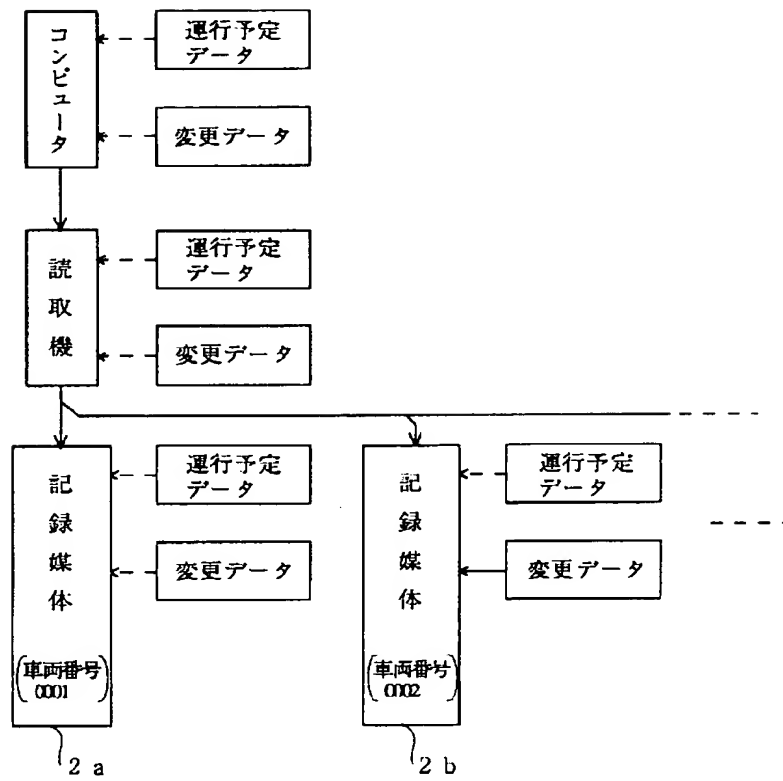 コンピュータ
運行予定
データ
変更データ
読取機
運行予定
データ
変更データ
記録媒体
(車両番号
0001)
運行予定
データ
変更データ
2a
記録媒体
(車両番号
0002)
運行予定
データ
変更データ
2b